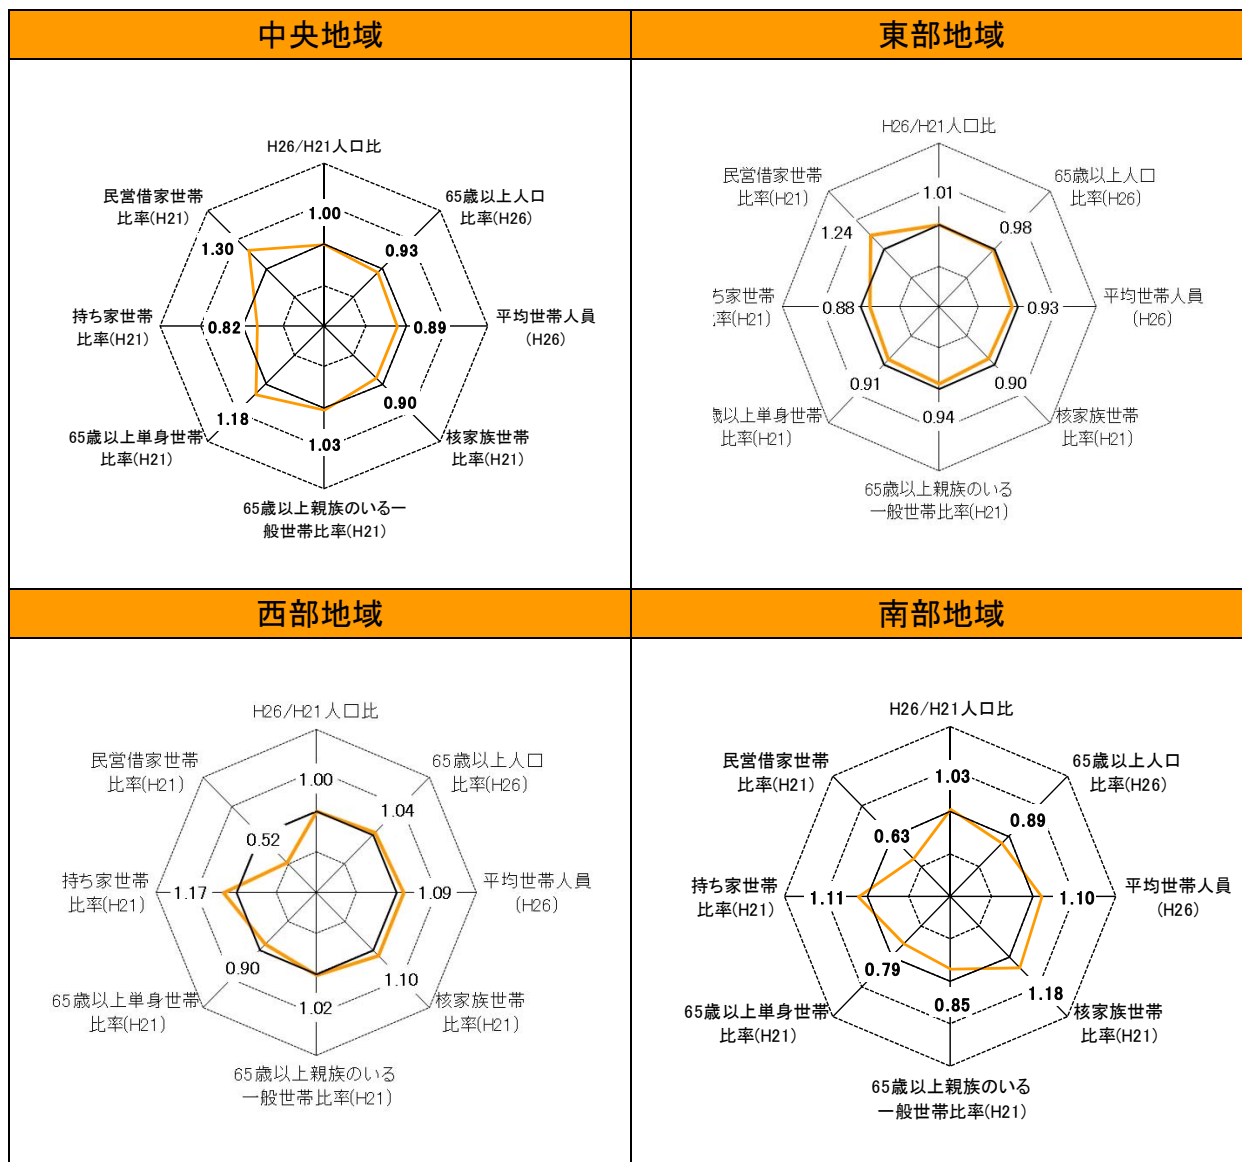 中央地域
H26/H21人口比
民営借家世帯
比率(H21)
65歳以上人口
比率(H26)
1.00
1.30
0.93
持ち家世帯
比率(H21)
0.82
0.89
平均世帯人員
(H26)
1.18
0.90
65歳以上単身世帯
比率(H21)
1.03
核家族世帯
比率(H21)
65歳以上親族のいる一
般世帯比率(H21)
東部地域
H26/H21人口比
民営借家世帯
比率(H21)
65歳以上人口
比率(H26)
1.01
1.24
0.98
ち家世帯
率(H21)
0.88
0.93
平均世帯人員
(H26)
0.91
0.90
歳以上単身世帯
比率(H21)
0.94
核家族世帯
比率(H21)
65歳以上親族のいる
一般世帯比率(H21)
西部地域
H26/H21人口比
民営借家世帯
比率(H21)
65歳以上人口
比率(H26)
1.00
0.52
1.04
持ち家世帯
比率(H21)
1.17
1.09
平均世帯人員
(H26)
0.90
1.10
65歳以上単身世帯
比率(H21)
1.02
核家族世帯
比率(H21)
65歳以上親族のいる
一般世帯比率(H21)
南部地域
H26/H21人口比
民営借家世帯
比率(H21)
65歳以上人口
比率(H26)
1.03
0.63
0.89
持ち家世帯
比率(H21)
1.11
1.10
平均世帯人員
(H26)
0.79
1.18
65歳以上単身世帯
比率(H21)
0.85
核家族世帯
比率(H21)
65歳以上親族のいる
一般世帯比率(H21)